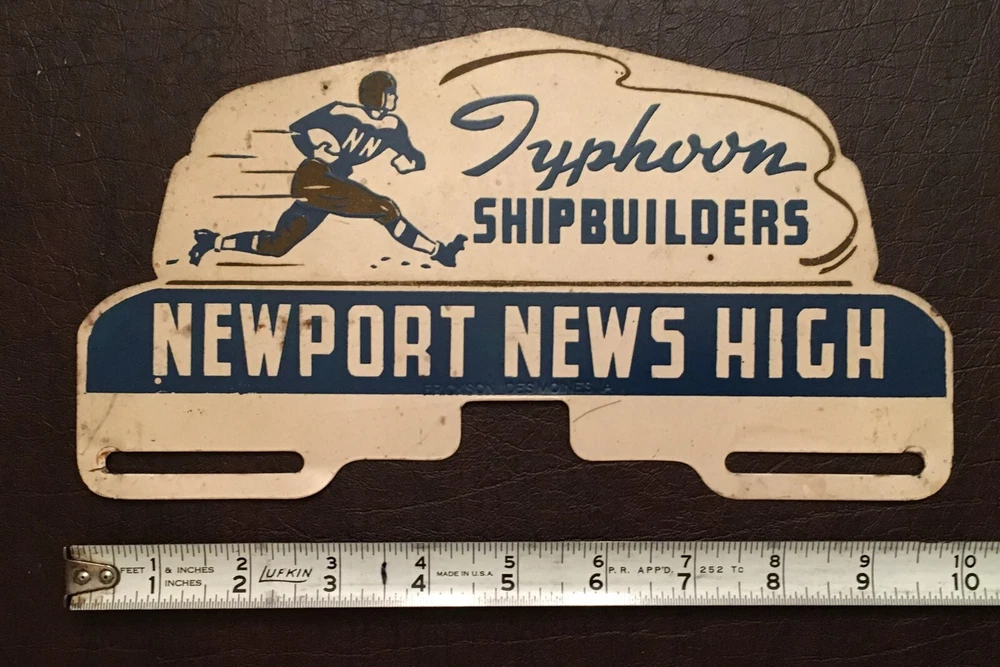 NN
Typhoon
SHIPBUILDERS
NEWPORT NEWS HIGH
ERICKSON DES MOINES IA
FEET 1 & INCHES 2 LUFKIN 3 4 MADE IN U.S.A. 5 6 P.R. APP'D. 7 252 TC 8 9 10
1 INCHES 2 3 4 5 6 7 8 9 10